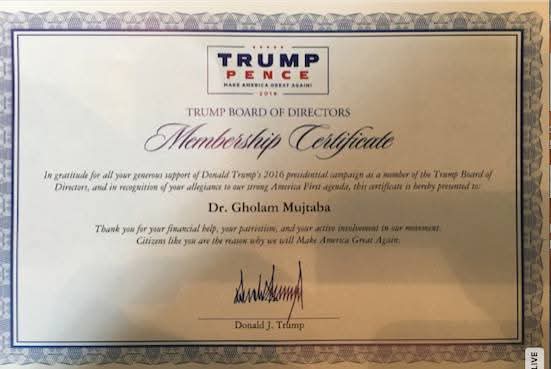 TRUMP
PENCE
MAKE AMERICA GREAT AGAIN!
2016
TRUMP BOARD OF DIRECTORS
Membership Certificate
In gratitude for all your generous support of Donald Trump's 2016 presidential campaign as a member of the Trump Board of
Directors, and in recognition of your allegiance to our strong America First agenda, this certificate is hereby presented to:
Dr. Gholam Mujtaba
Thank you for your financial help, your patriotism, and your active involvement in our movement.
Citizens like you are the reason why we will Make America Great Again.
Donald J. Trump
LIVE